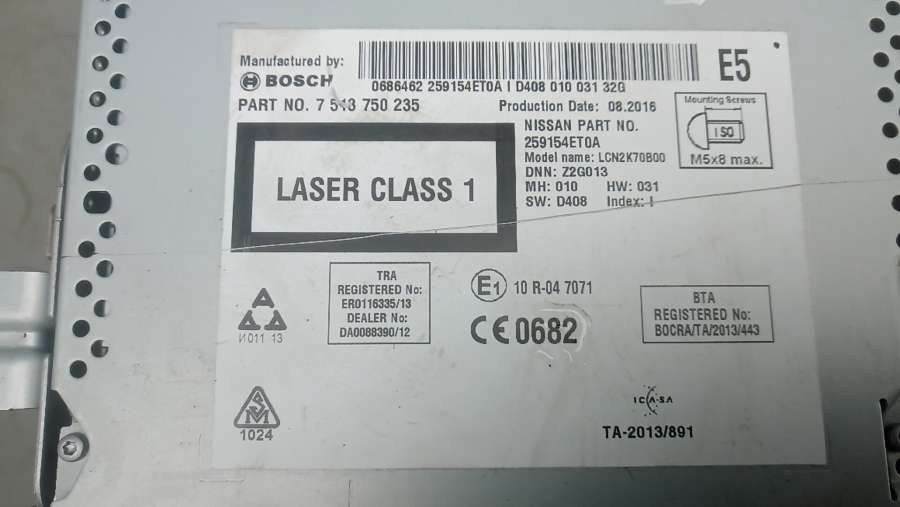 Manufactured by:
BOSCH
0686462 259154ET0A I D408 010 031 32G
E5
PART NO. 7 513 750 235
Production Date: 08.2016
NISSAN PART NO.
259154ET0A
Model name: LCN2K70B00
DNN: Z2G013
MH: 010 HW: 031
SW: D408 Index: I
Mounting Screws
ISO
M5x8 max.
LASER CLASS 1
TRA
REGISTERED No:
ER0116335/13
DEALER No:
DA0088390/12
И011 13
E1 10 R-04 7071
CE0682
BTA
REGISTERED No:
BOCRA/TA/2013/443
SM
1024
ICASA
TA-2013/891